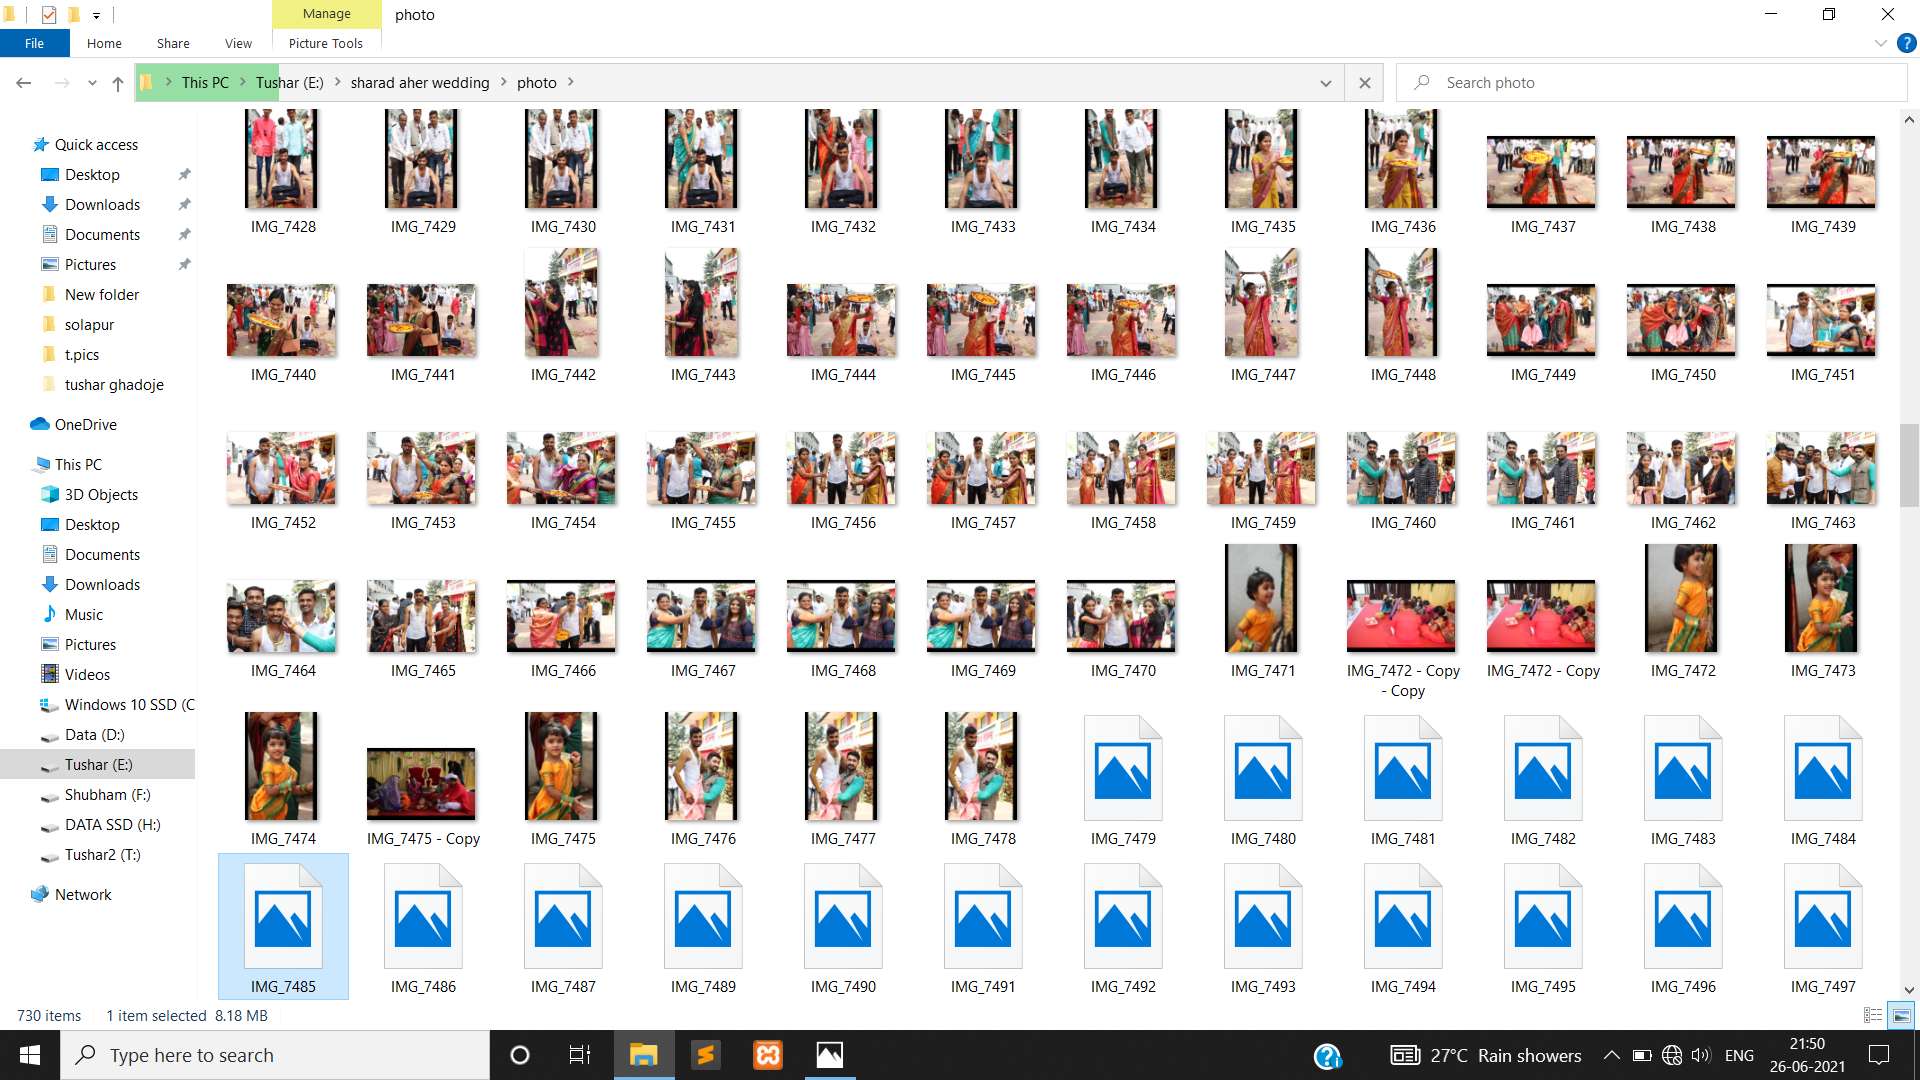 Manage
photo
File
Home
Share
View
Picture Tools
This PC
Tushar (E:)
sharad aher wedding
photo
Search photo
Quick access
Desktop
Downloads
Documents
Pictures
New folder
solapur
t.pics
tushar ghadoje
OneDrive
This PC
3D Objects
Desktop
Documents
Downloads
Music
Pictures
Videos
Windows 10 SSD (C
Data (D:)
Tushar (E:)
Shubham (F:)
DATA SSD (H:)
Tushar2 (T:)
Network
IMG_7428 IMG_7429 IMG_7430 IMG_7431 IMG_7432 IMG_7433 IMG_7434 IMG_7435 IMG_7436 IMG_7437 IMG_7438 IMG_7439
IMG_7440 IMG_7441 IMG_7442 IMG_7443 IMG_7444 IMG_7445 IMG_7446 IMG_7447 IMG_7448 IMG_7449 IMG_7450 IMG_7451
IMG_7452 IMG_7453 IMG_7454 IMG_7455 IMG_7456 IMG_7457 IMG_7458 IMG_7459 IMG_7460 IMG_7461 IMG_7462 IMG_7463
IMG_7464 IMG_7465 IMG_7466 IMG_7467 IMG_7468 IMG_7469 IMG_7470 IMG_7471 IMG_7472 - Copy IMG_7472 - Copy IMG_7472 IMG_7473
- Copy
IMG_7474 IMG_7475 - Copy IMG_7475 IMG_7476 IMG_7477 IMG_7478 IMG_7479 IMG_7480 IMG_7481 IMG_7482 IMG_7483 IMG_7484
IMG_7485 IMG_7486 IMG_7487 IMG_7489 IMG_7490 IMG_7491 IMG_7492 IMG_7493 IMG_7494 IMG_7495 IMG_7496 IMG_7497
730 items 1 item selected 8.18 MB
Type here to search
27°C Rain showers
ENG
21:50
26-06-2021